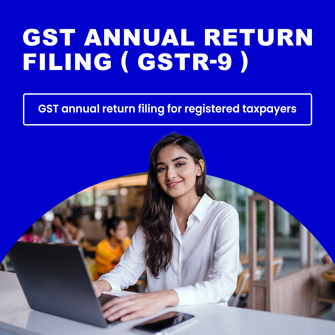 GST ANNUAL RETURN
FILING ( GSTR-9 )
GST annual return filing for registered taxpayers